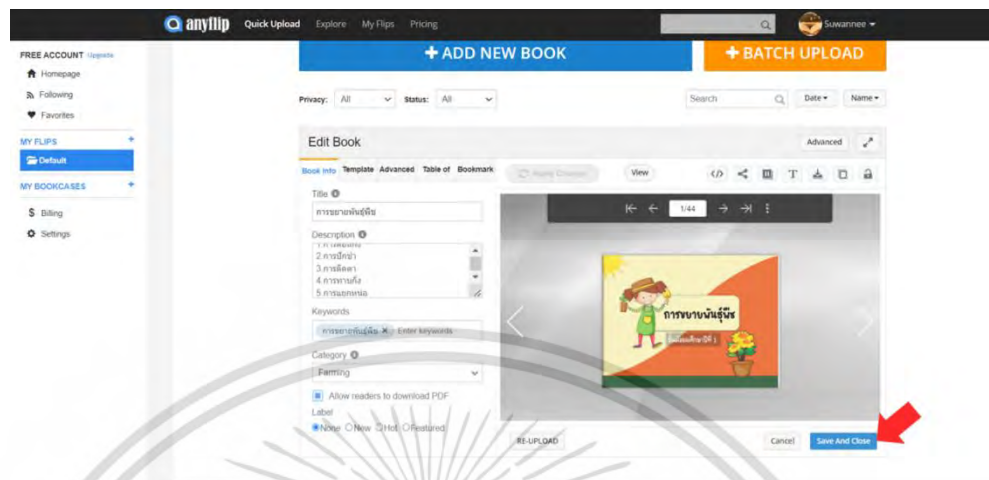 anyflip Quick Upload Explore My Flips Pricing Suwannee
FREE ACCOUNT Upgrade
Homepage
Following
Favorites
MY FLIPS +
Default
MY BOOKCASES +
$ Billing
Settings
+ ADD NEW BOOK + BATCH UPLOAD
Privacy: All Status: All Search Date Name
Edit Book Advanced
Book Info Template Advanced Table of Bookmark Apply Changes View
Title
การขยายพันธุ์พืช
Description
2.การปักชำ
3.การติดตา
4.การทาบกิ่ง
5.การแยกหน่อ
Keywords
การขยายพันธุ์พืช × Enter keywords
Category
Farming
Allow readers to download PDF
Label
None New Hot Featured
1/44
การขยายพันธุ์พืช
RE-UPLOAD Cancel Save And Close